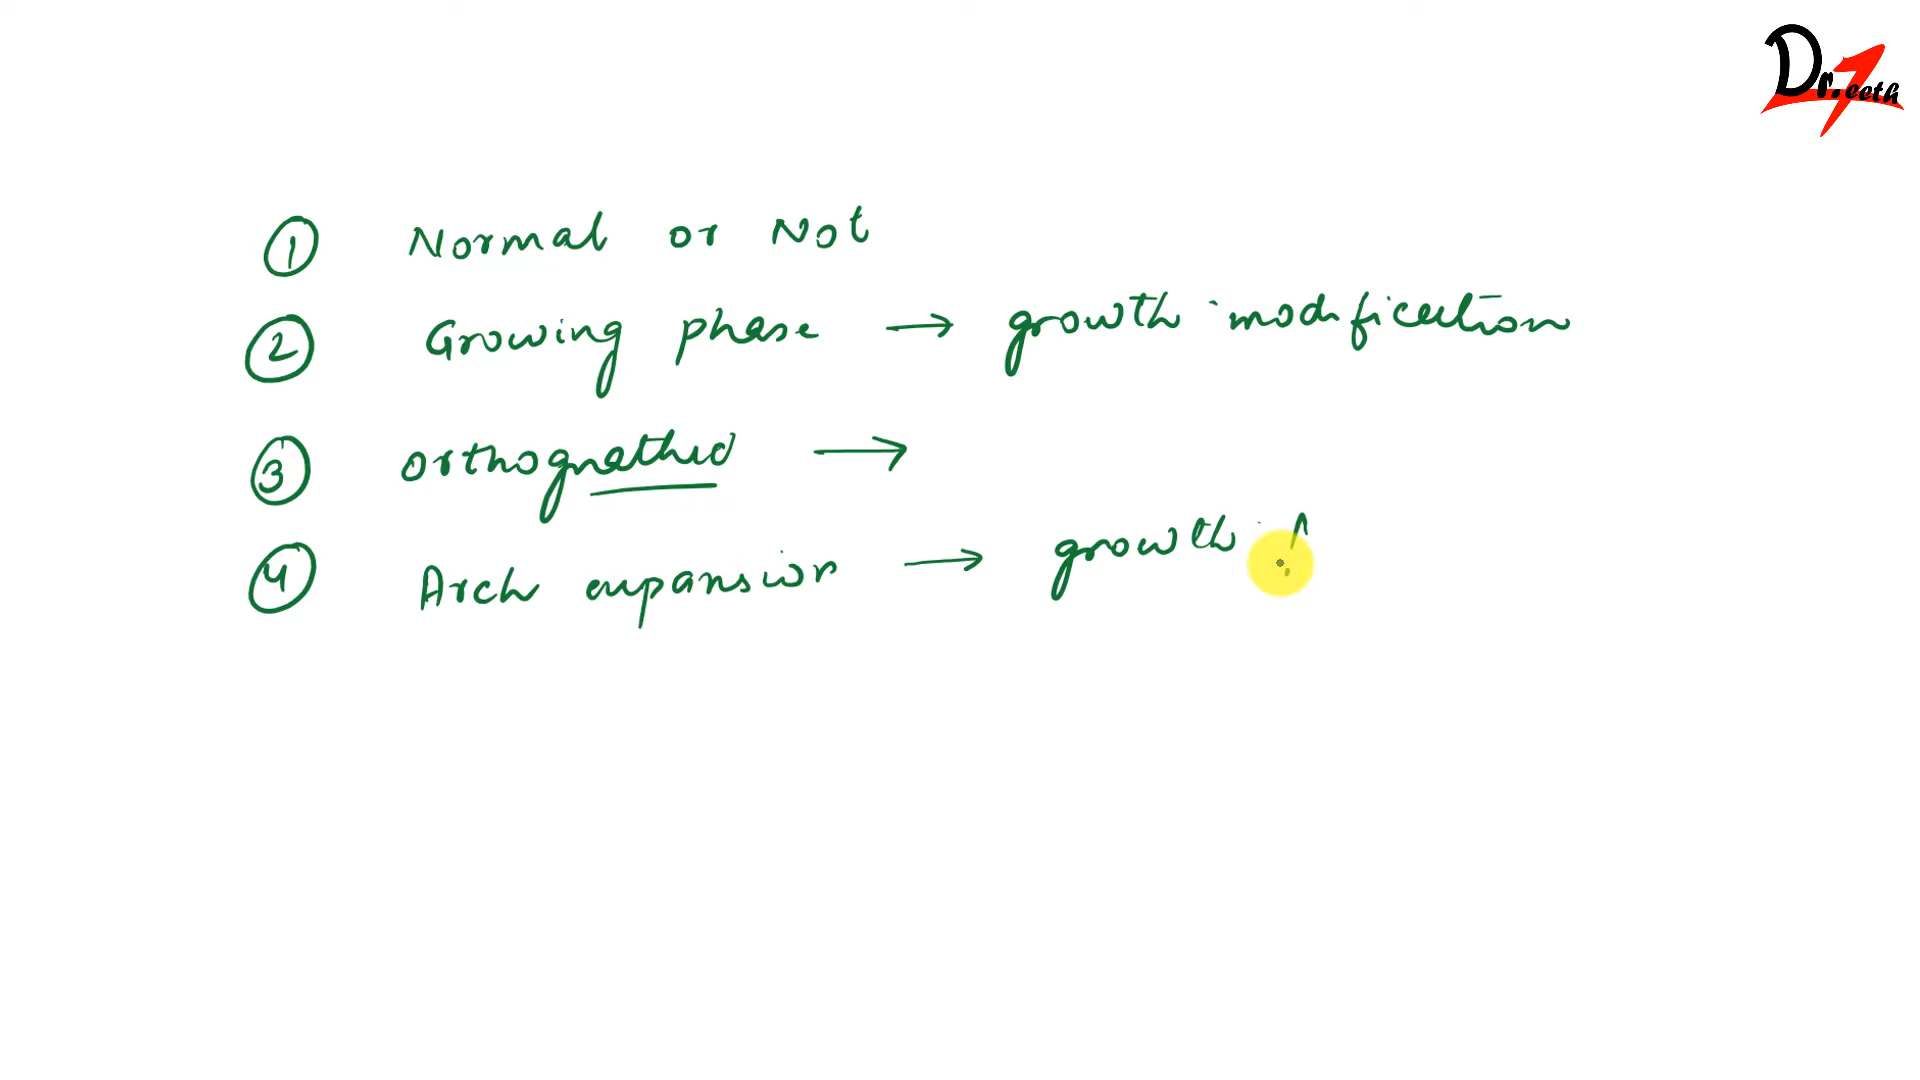 Dr. Teeth
① Normal or Not
② Growing phase → growth modification
③ orthognathic →
④ Arch expansion → growth